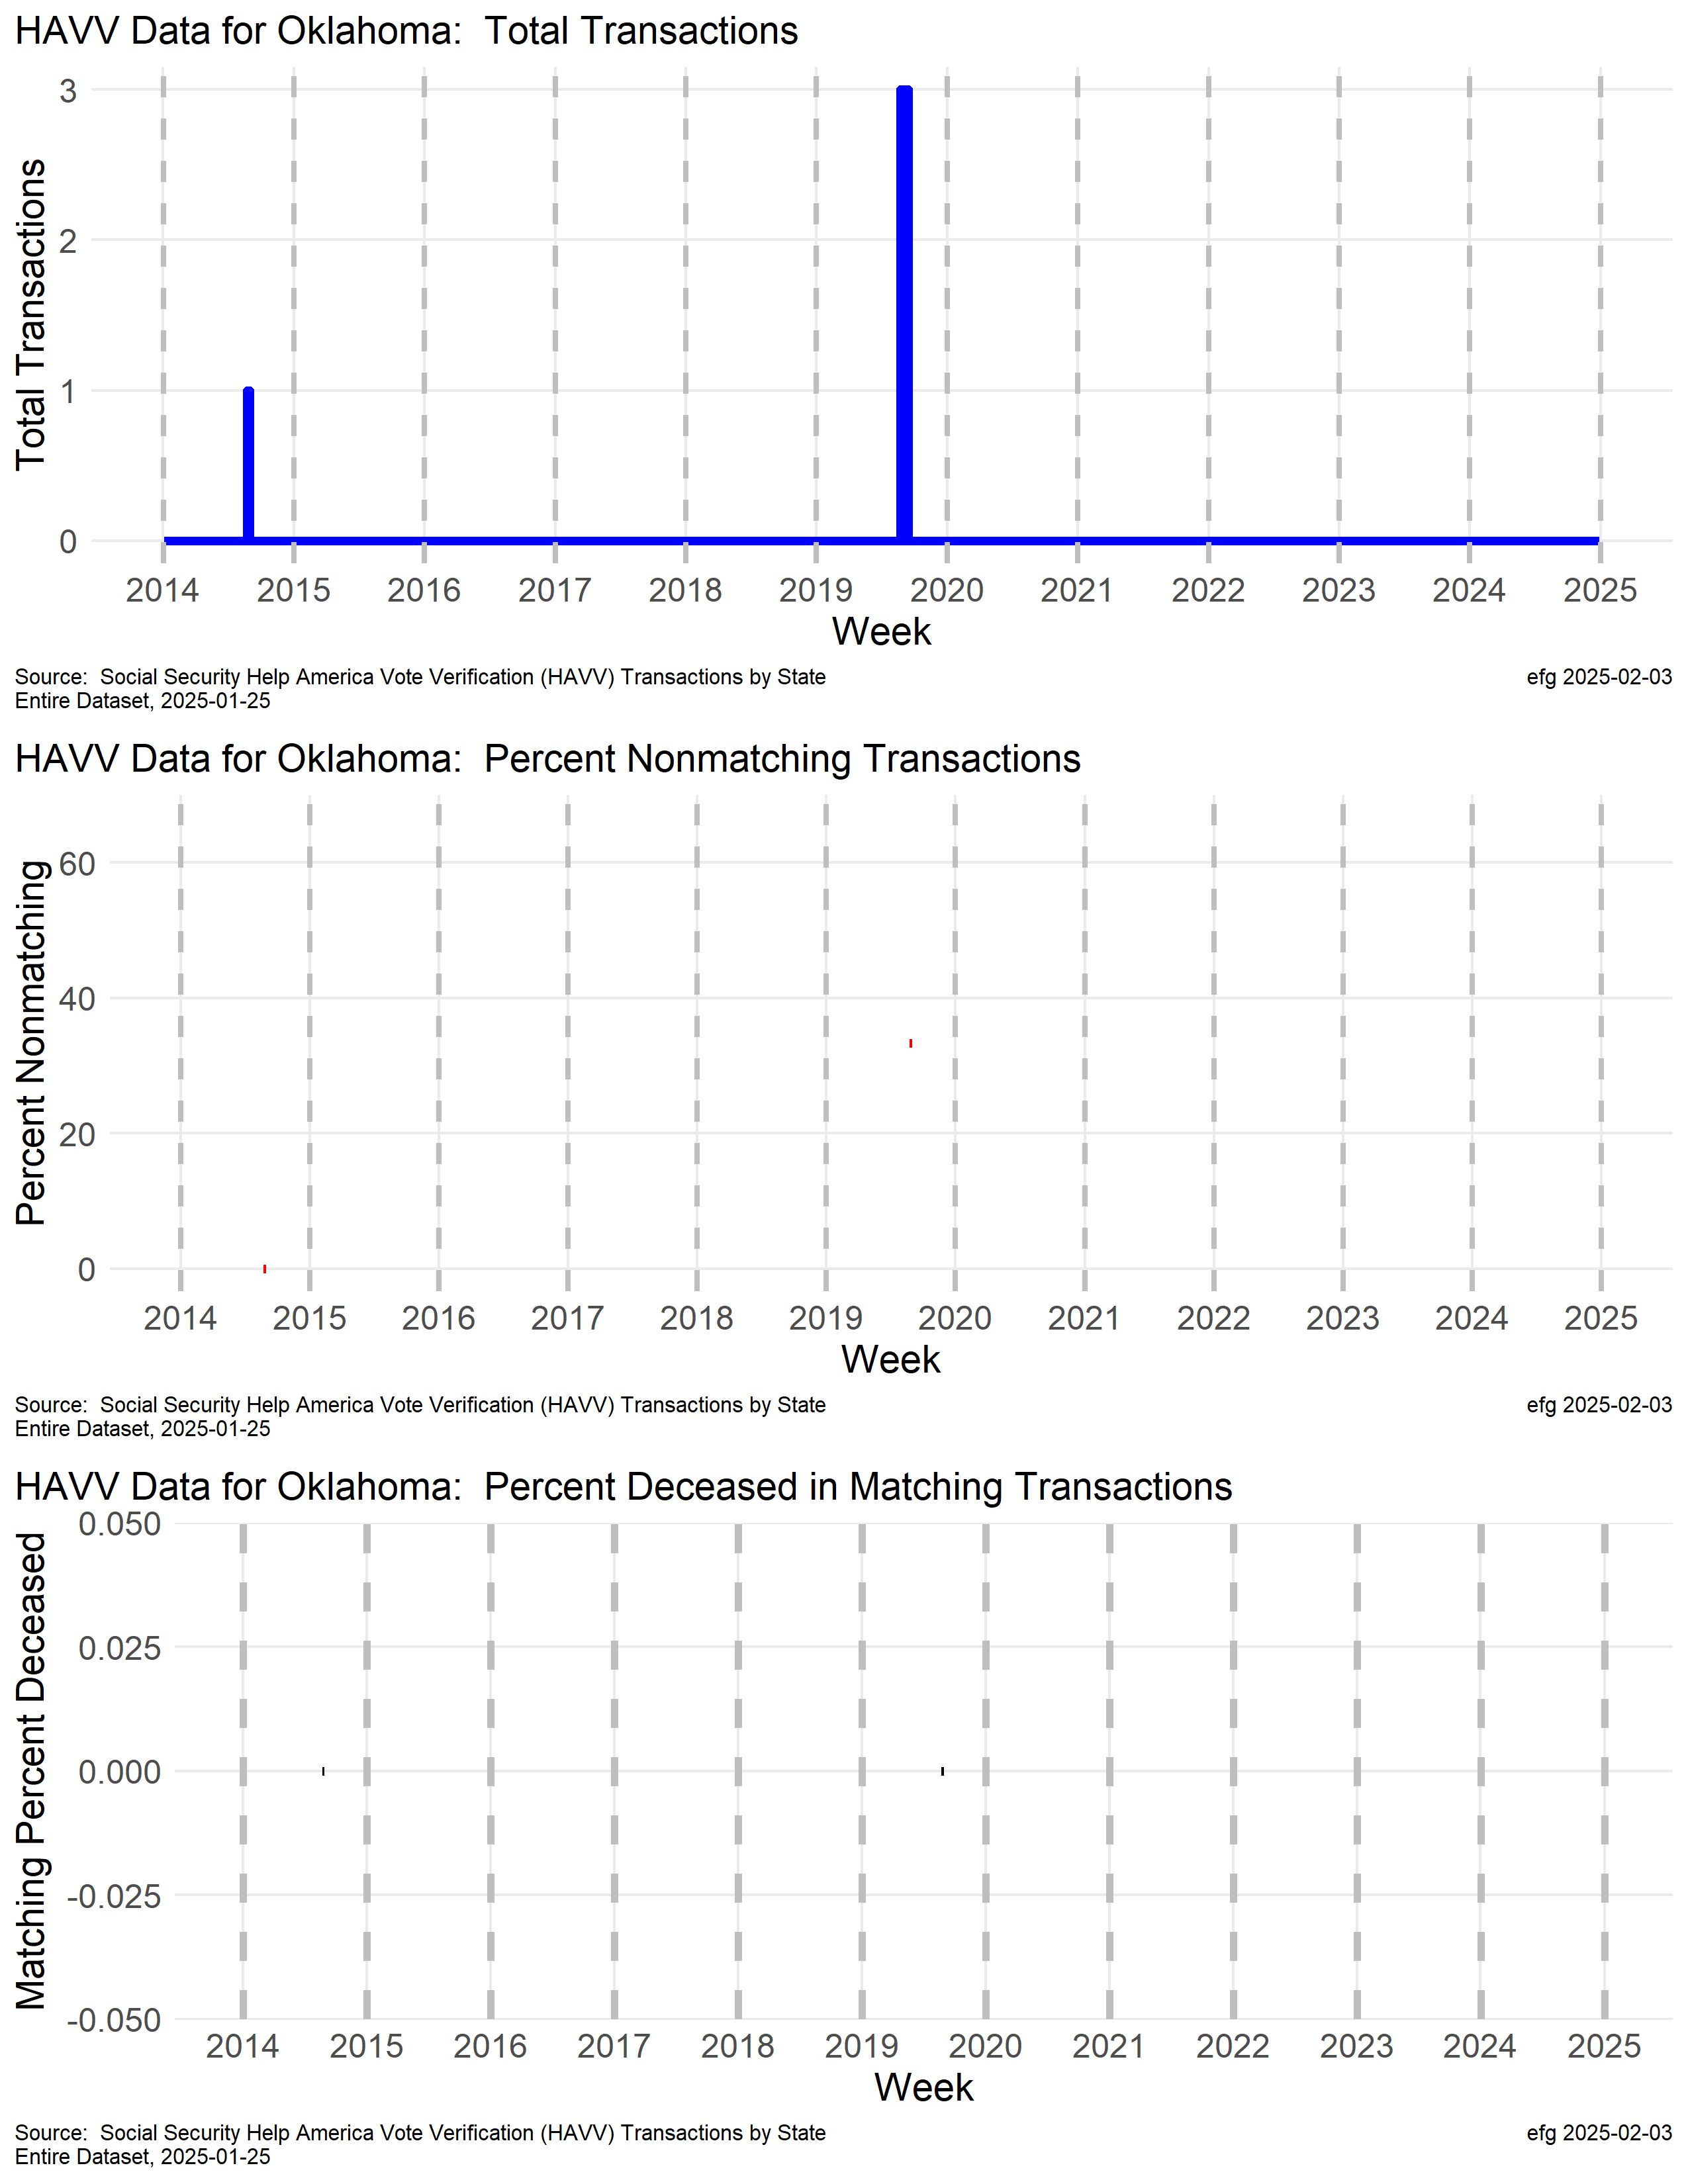 HAVV Data for Oklahoma:  Total Transactions
Total Transactions
3
2
1
0
2014 2015 2016 2017 2018 2019 2020 2021 2022 2023 2024 2025
Week
Source:  Social Security Help America Vote Verification (HAVV) Transactions by State efg 2025-02-03
Entire Dataset, 2025-01-25
HAVV Data for Oklahoma:  Percent Nonmatching Transactions
Percent Nonmatching
60
40
20
0
2014 2015 2016 2017 2018 2019 2020 2021 2022 2023 2024 2025
Week
Source:  Social Security Help America Vote Verification (HAVV) Transactions by State efg 2025-02-03
Entire Dataset, 2025-01-25
HAVV Data for Oklahoma:  Percent Deceased in Matching Transactions
Matching Percent Deceased
0.050
0.025
0.000
-0.025
-0.050
2014 2015 2016 2017 2018 2019 2020 2021 2022 2023 2024 2025
Week
Source:  Social Security Help America Vote Verification (HAVV) Transactions by State efg 2025-02-03
Entire Dataset, 2025-01-25